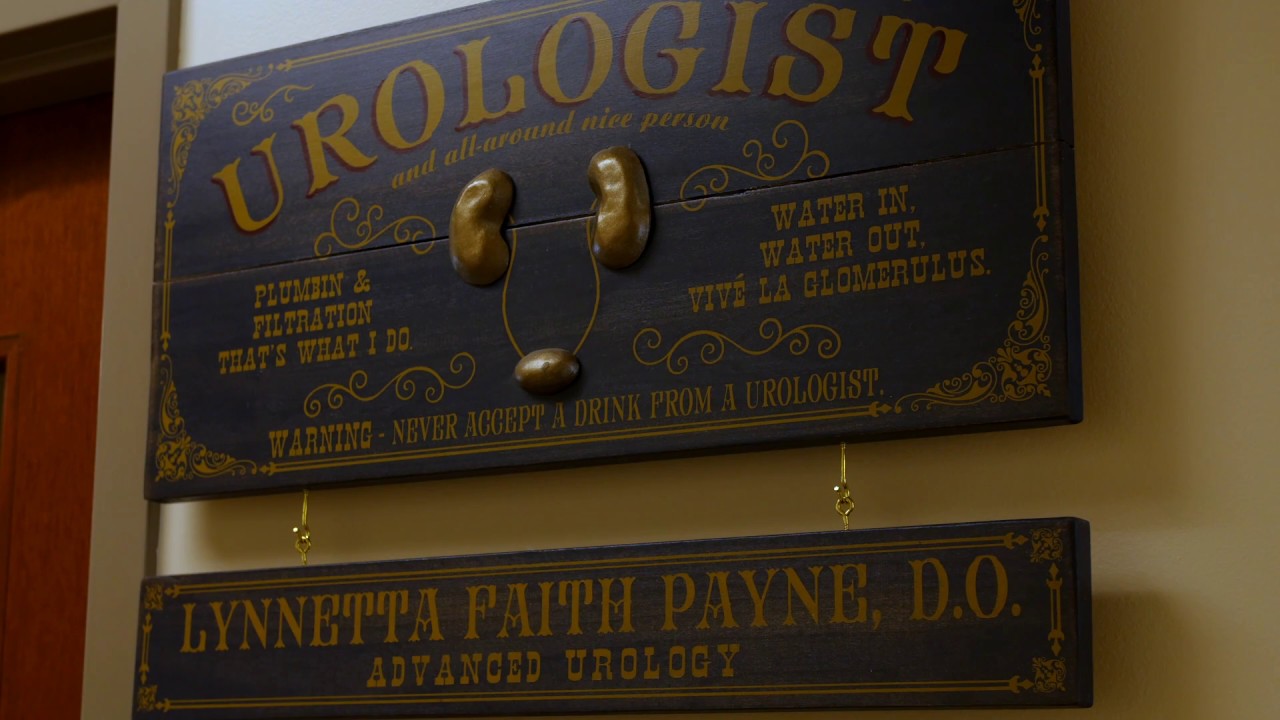 UROLOGIST
and all-around nice person
PLUMBIN &
FILTRATION
THAT'S WHAT I DO.
WATER IN,
WATER OUT,
VIVÉ LA GLOMERULUS.
WARNING - NEVER ACCEPT A DRINK FROM A UROLOGIST.
LYNNETTA FAITH PAYNE, D.O.
ADVANCED UROLOGY